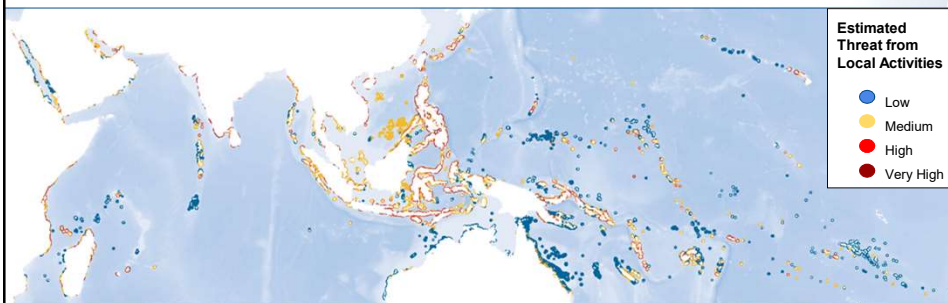 Estimated
Threat from
Local Activities
Low
Medium
High
Very High